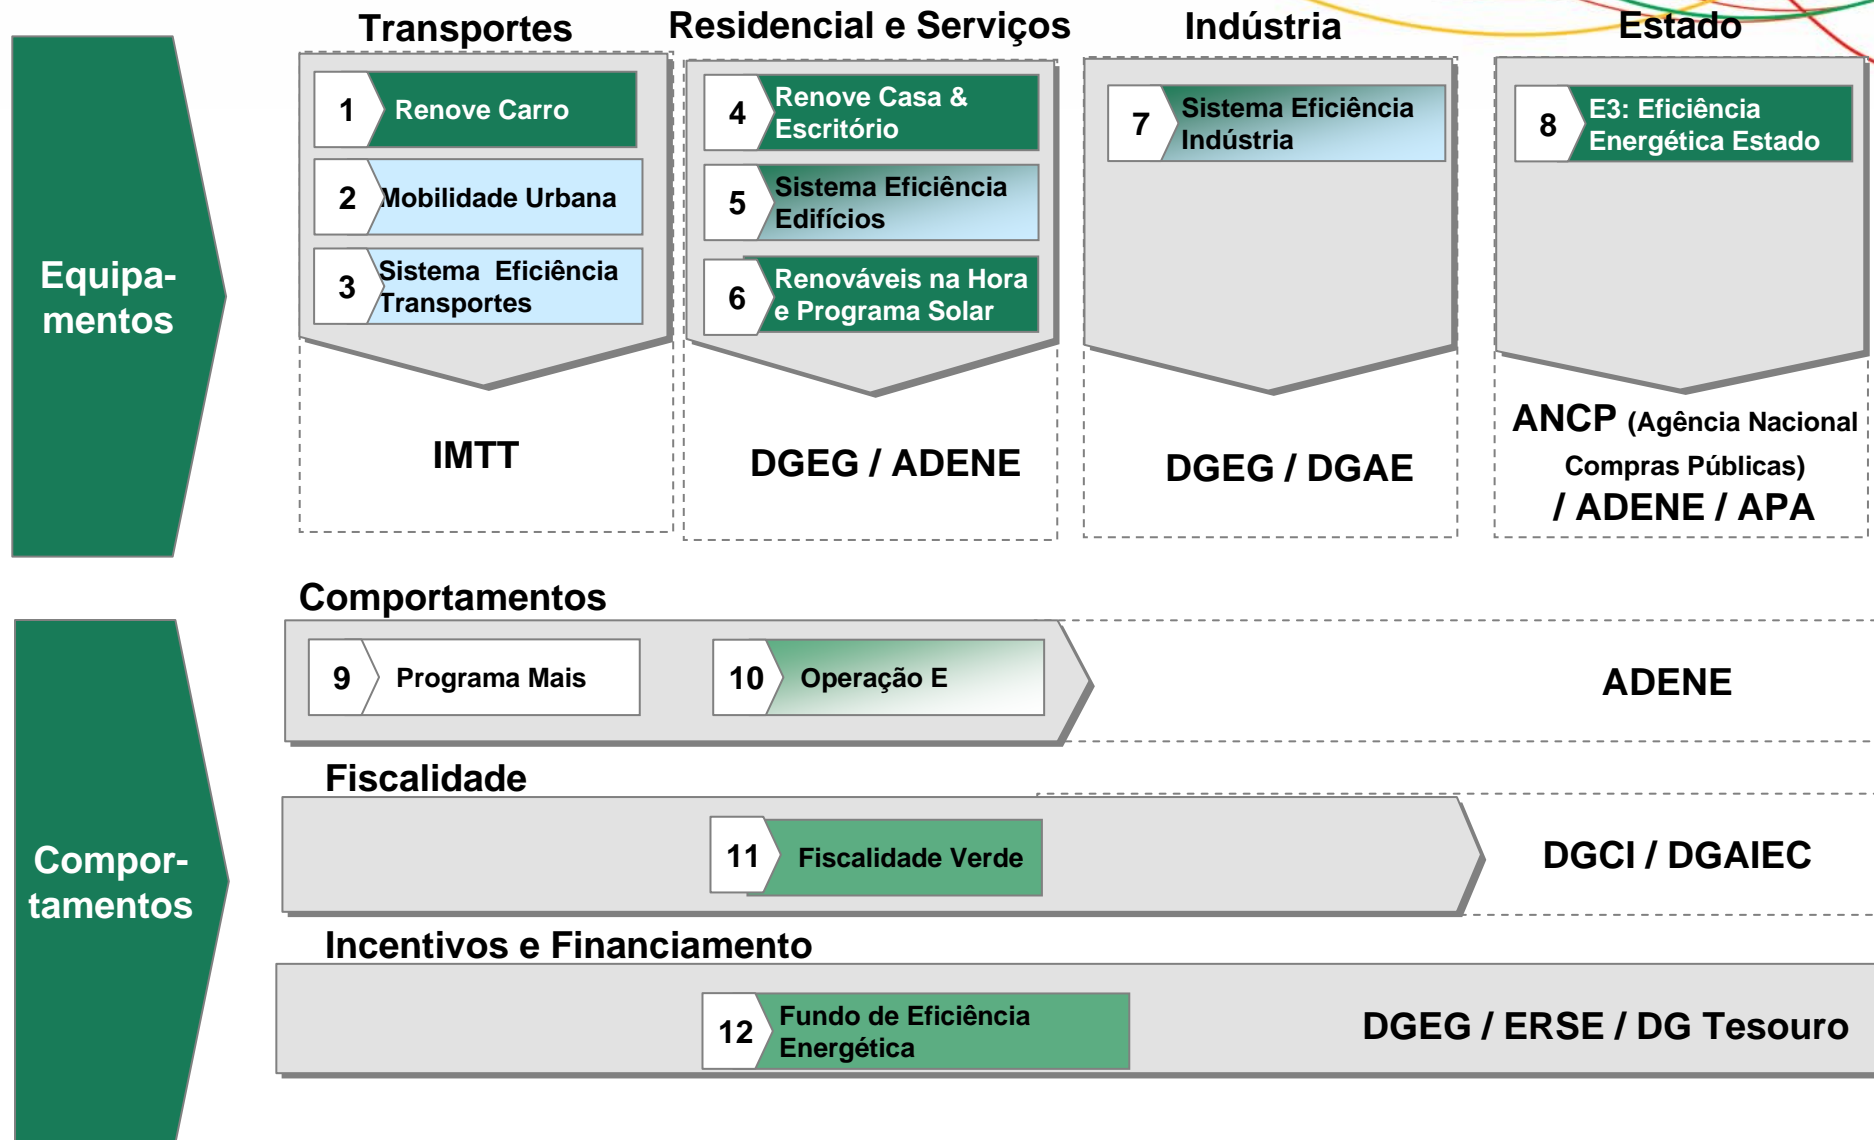 Transportes
Residencial e Serviços
Indústria
Estado
Equipa-
mentos
1 Renove Carro
2 Mobilidade Urbana
3 Sistema Eficiência
Transportes
IMTT
4 Renove Casa &
Escritório
5 Sistema Eficiência
Edifícios
6 Renováveis na Hora
e Programa Solar
DGEG / ADENE
7 Sistema Eficiência
Indústria
DGEG / DGAE
8 E3: Eficiência
Energética Estado
ANCP (Agência Nacional
Compras Públicas)
/ ADENE / APA
Compor-
tamentos
Comportamentos
9 Programa Mais
10 Operação E
ADENE
Fiscalidade
11 Fiscalidade Verde
DGCI / DGAIEC
Incentivos e Financiamento
12 Fundo de Eficiência
Energética
DGEG / ERSE / DG Tesouro